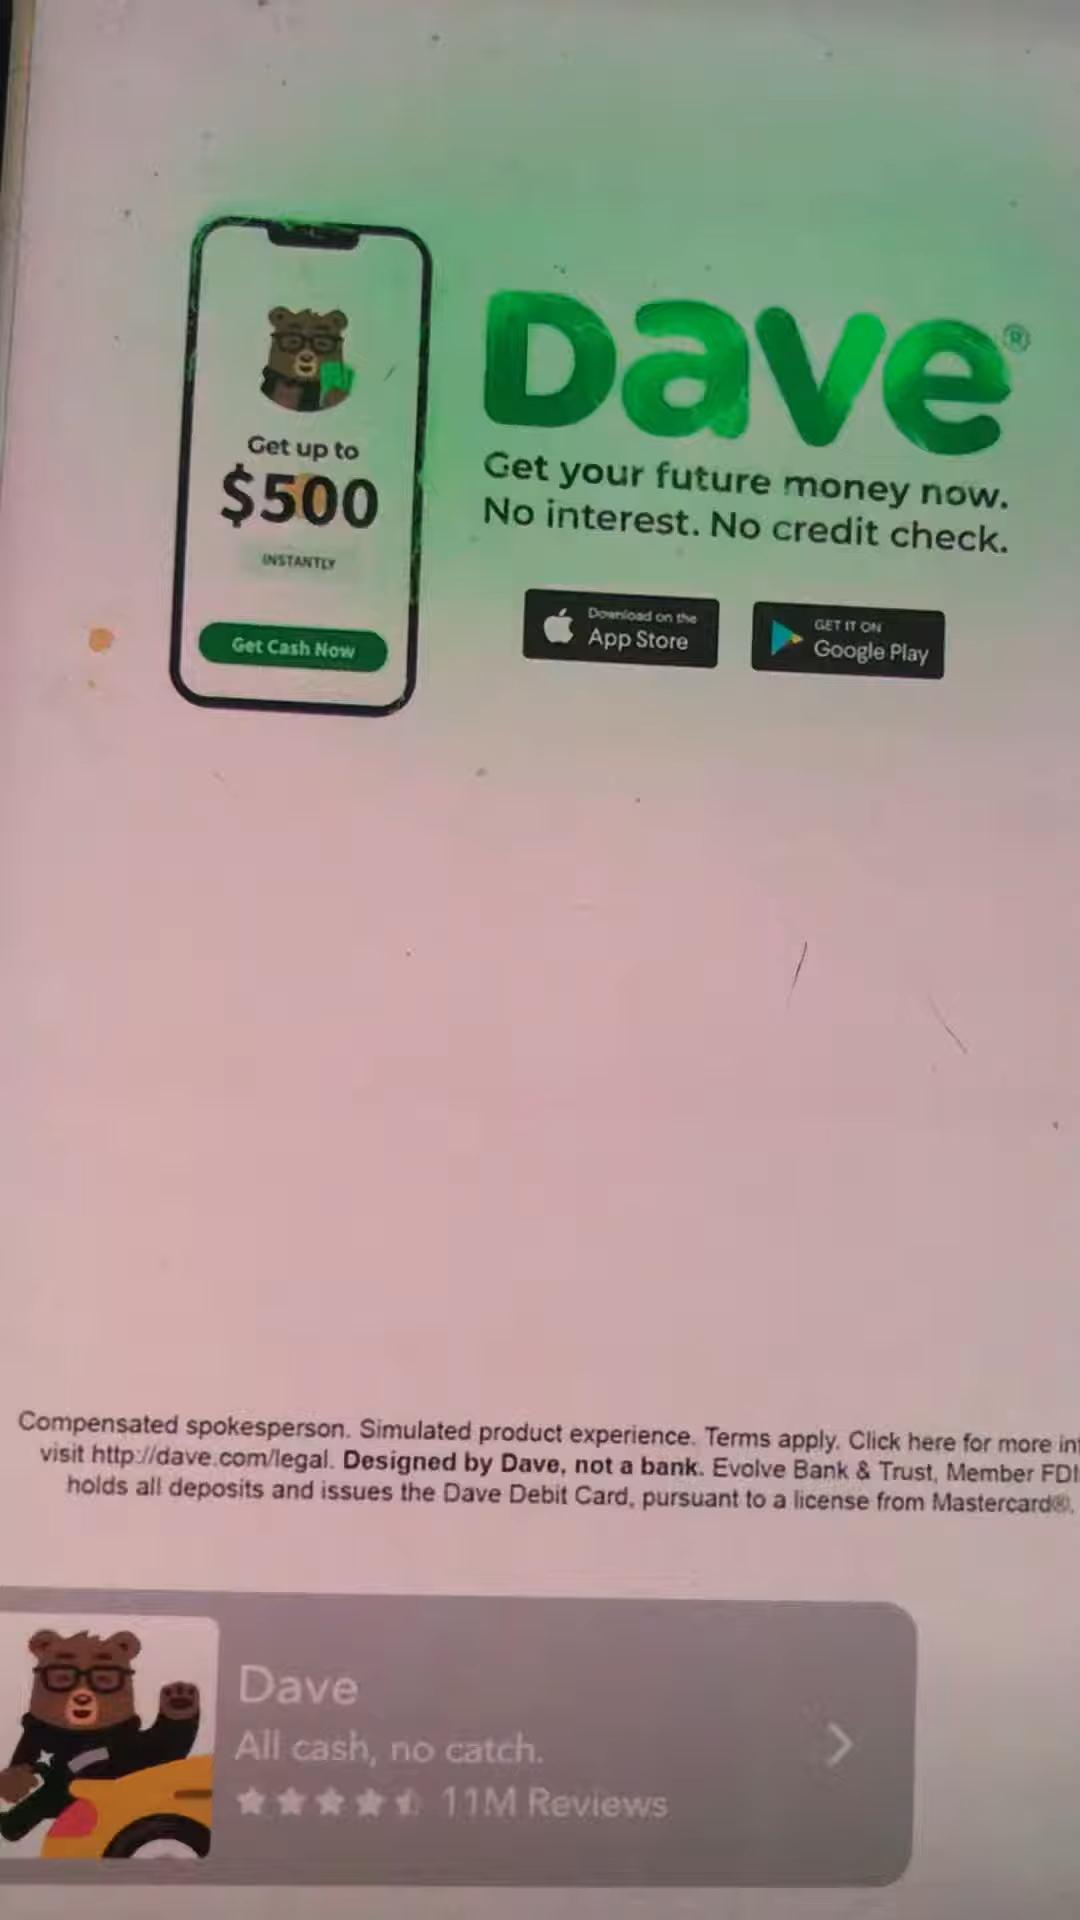 Get up to
$500
INSTANTLY
Get Cash Now
Dave®
Get your future money now.
No interest. No credit check.
Download on the
App Store
GET IT ON
Google Play
Compensated spokesperson. Simulated product experience. Terms apply. Click here for more
visit http://dave.com/legal. Designed by Dave, not a bank. Evolve Bank & Trust, Member FDI
holds all deposits and issues the Dave Debit Card, pursuant to a license from Mastercard®.
Dave
All cash, no catch.
11M Reviews